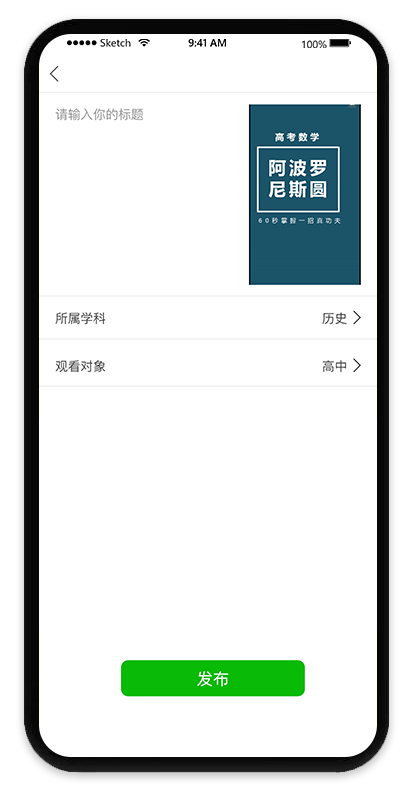 Sketch 9:41 AM 100%
请输入你的标题
高考数学
阿波罗
尼斯圆
60秒掌握一招真功夫
所属学科 历史
观看对象 高中
发布